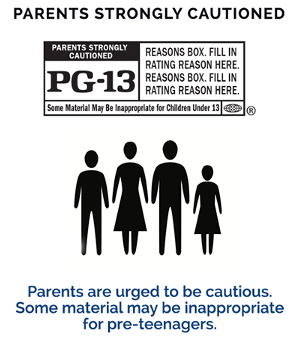 PARENTS STRONGLY CAUTIONED
PARENTS STRONGLY
CAUTIONED
PG-13
REASONS BOX. FILL IN
RATING REASON HERE.
REASONS BOX. FILL IN
RATING REASON HERE.
Some Material May Be Inappropriate for Children Under 13
®
Parents are urged to be cautious.
Some material may be inappropriate
for pre-teenagers.